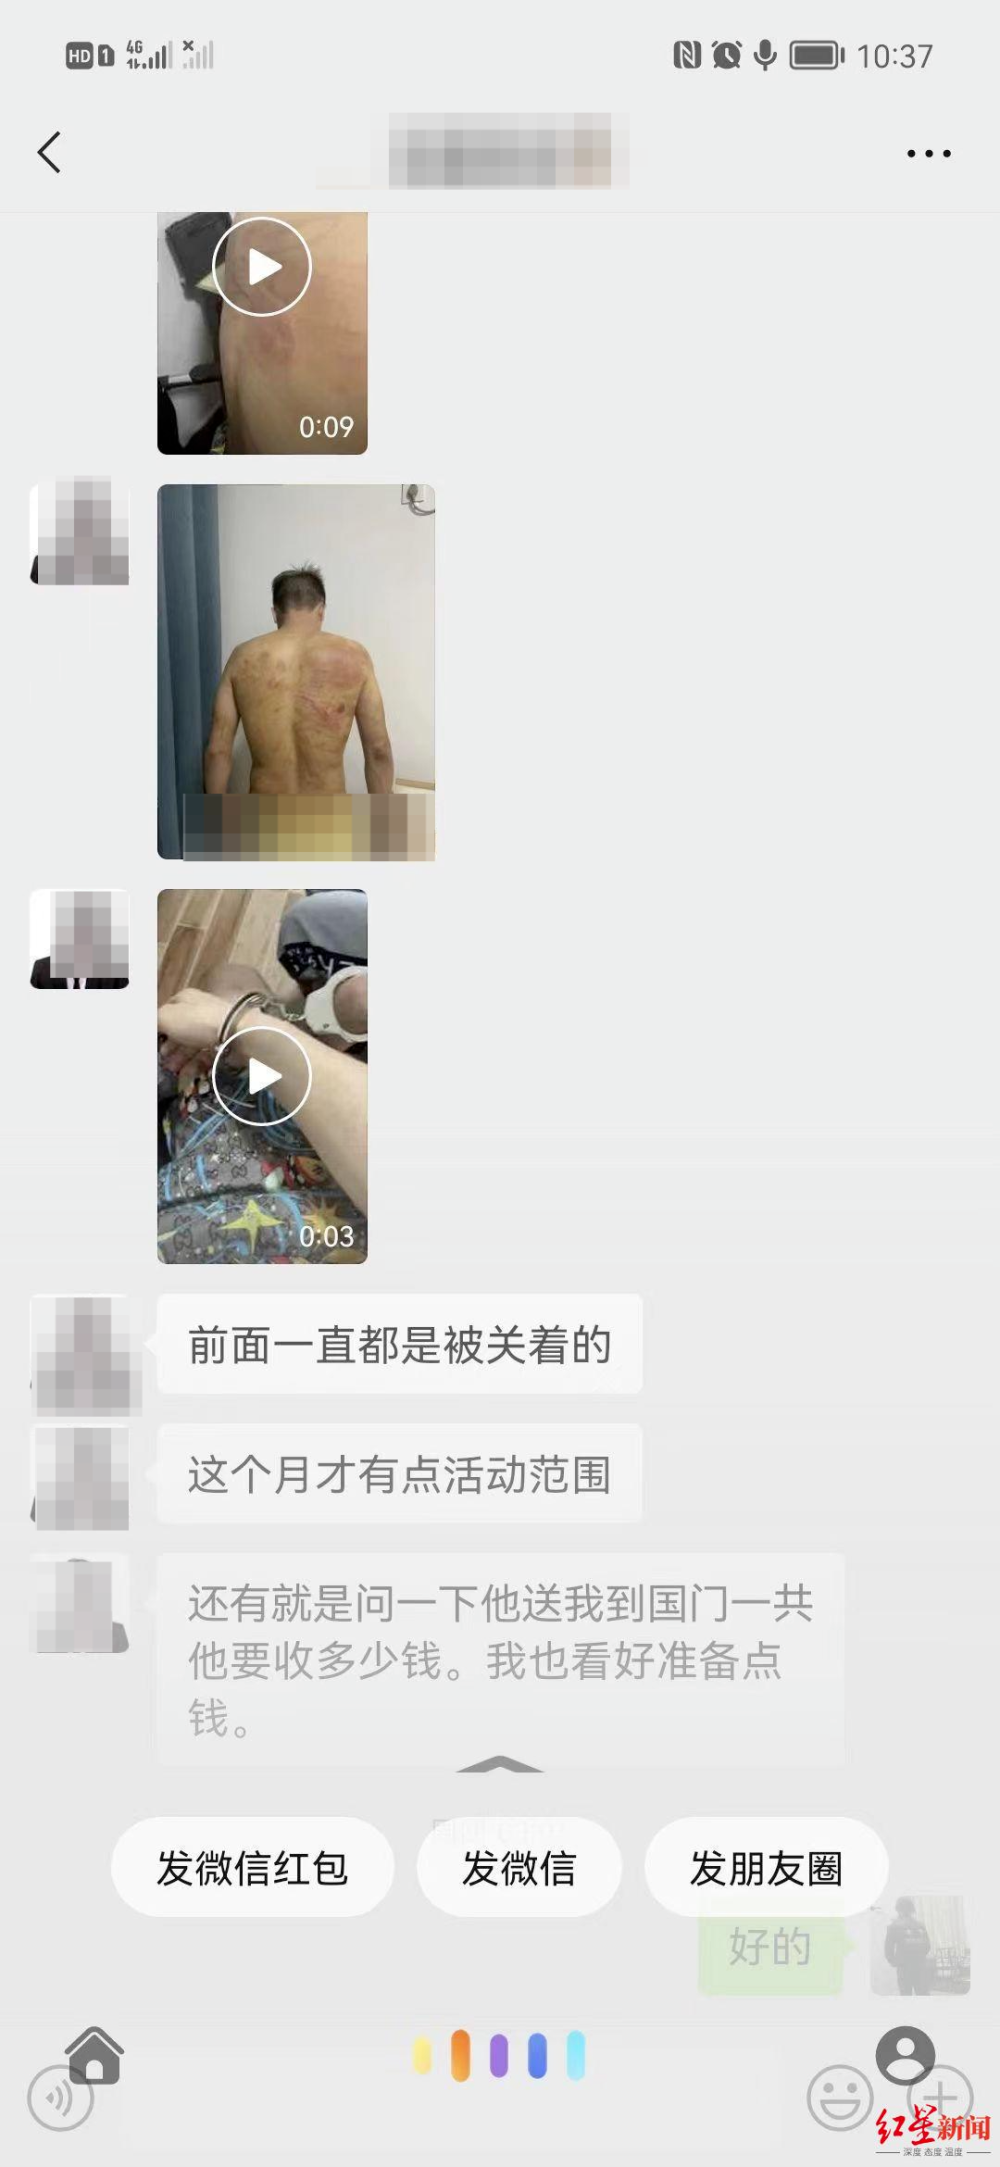 HD 1 4G 10:37
0:09
0:03
前面一直都是被关着的
这个月才有点活动范围
还有就是问一下他送我到国门一共
他要收多少钱。我也看好准备点
钱。
发微信红包
发微信
发朋友圈
好的
红星新闻
深度 态度 温度